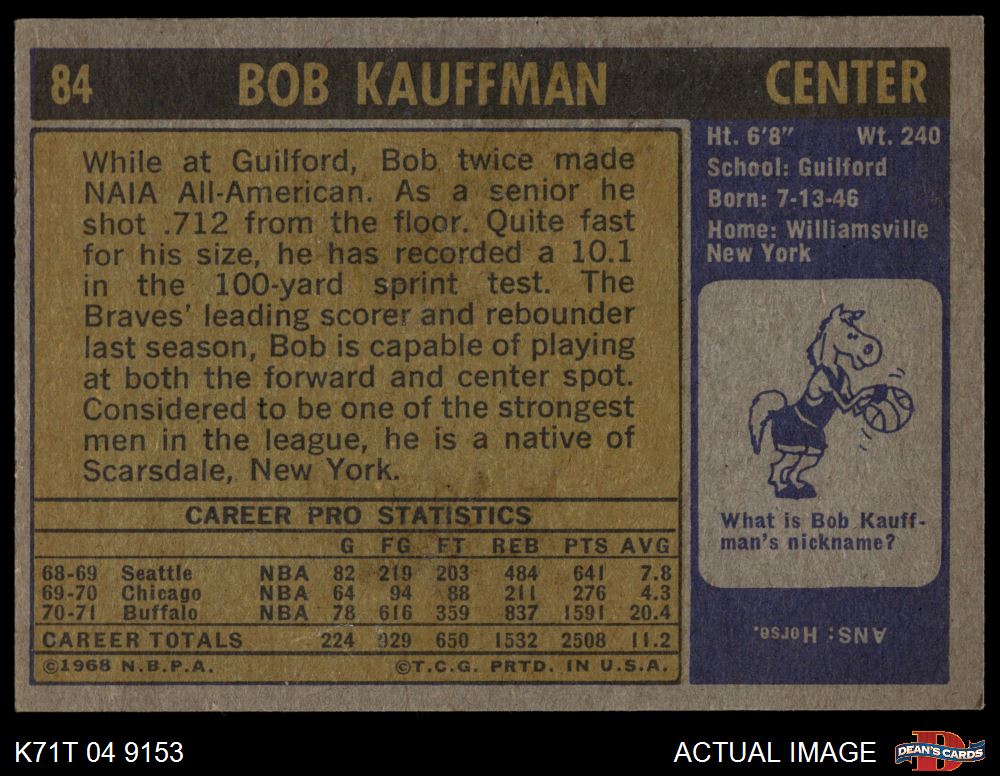 84 BOB KAUFFMAN CENTER
While at Guilford, Bob twice made
NAIA All-American. As a senior he
shot .712 from the floor. Quite fast
for his size, he has recorded a 10.1
in the 100-yard sprint test. The
Braves' leading scorer and rebounder
last season, Bob is capable of playing
at both the forward and center spot.
Considered to be one of the strongest
men in the league, he is a native of
Scarsdale, New York.
CAREER PRO STATISTICS
G FG FT REB PTS AVG
68-69 Seattle NBA 82 219 203 484 641 7.8
69-70 Chicago NBA 64 94 88 211 276 4.3
70-71 Buffalo NBA 78 616 359 837 1591 20.4
CAREER TOTALS 224 929 650 1532 2508 11.2
©1968 N.B.P.A. ©T.C.G. PRTD. IN U.S.A.
Ht. 6'8" Wt. 240
School: Guilford
Born: 7-13-46
Home: Williamsville
New York
What is Bob Kauff-
man's nickname?
ANS: Horse.
K71T 04 9153 ACTUAL IMAGE D DEAN'S CARDS